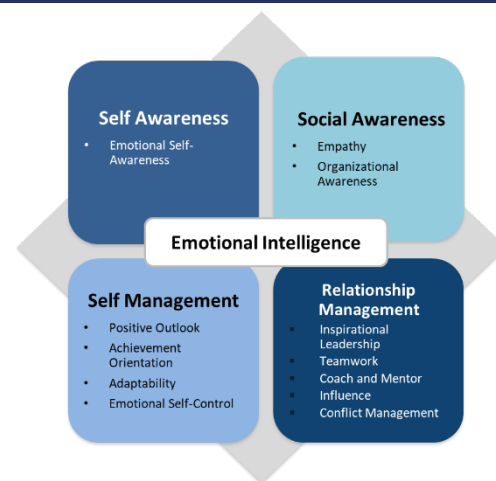 Self Awareness
• Emotional Self-
Awareness
Social Awareness
• Empathy
• Organizational
Awareness
Emotional Intelligence
Self Management
• Positive Outlook
• Achievement
Orientation
• Adaptability
• Emotional Self-Control
Relationship
Management
▪ Inspirational
Leadership
▪ Teamwork
▪ Coach and Mentor
▪ Influence
▪ Conflict Management